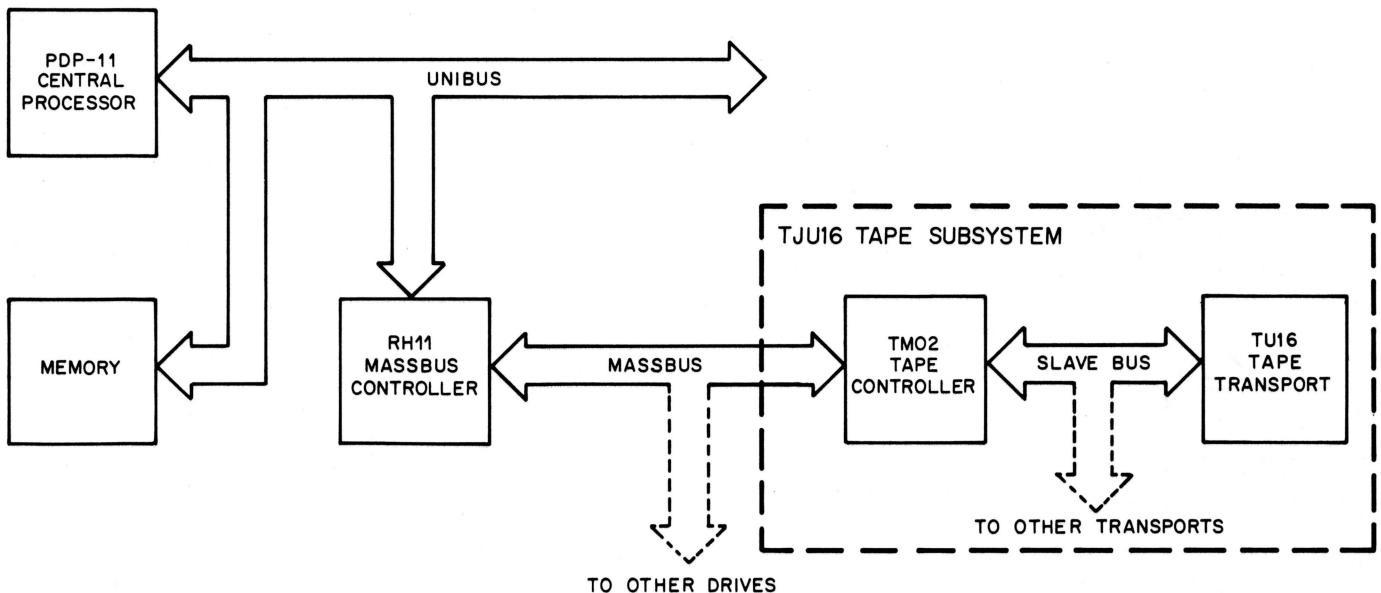 PDP-11
CENTRAL
PROCESSOR
UNIBUS
TJU16 TAPE SUBSYSTEM
MEMORY
RH11
MASSBUS
CONTROLLER
MASSBUS
TM02
TAPE
CONTROLLER
SLAVE BUS
TU16
TAPE
TRANSPORT
TO OTHER TRANSPORTS
TO OTHER DRIVES